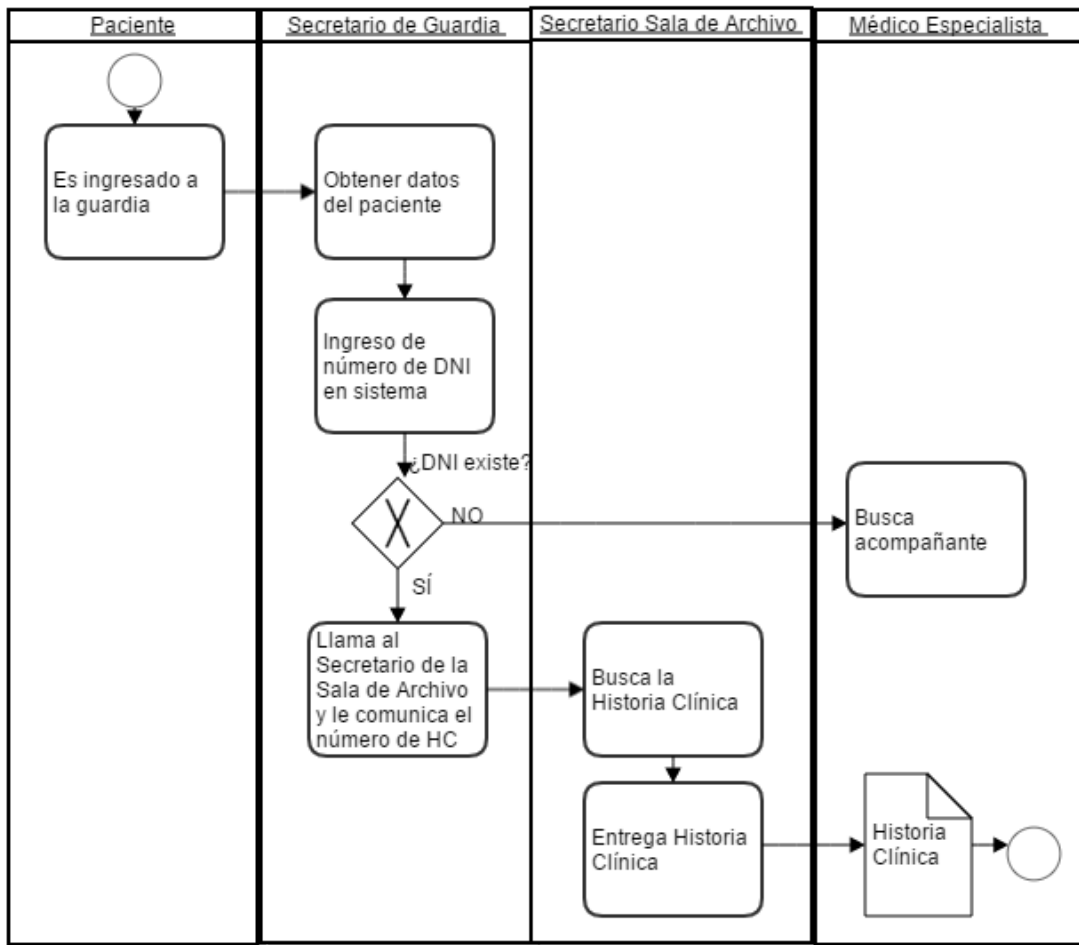 Paciente
Secretario de Guardia
Secretario Sala de Archivo
Médico Especialista
Es ingresado a
la guardia
Obtener datos
del paciente
Ingreso de
número de DNI
en sistema
¿DNI existe?
NO
Busca
acompañante
SÍ
Llama al
Secretario de la
Sala de Archivo
y le comunica el
número de HC
Busca la
Historia Clínica
Entrega Historia
Clínica
Historia
Clínica